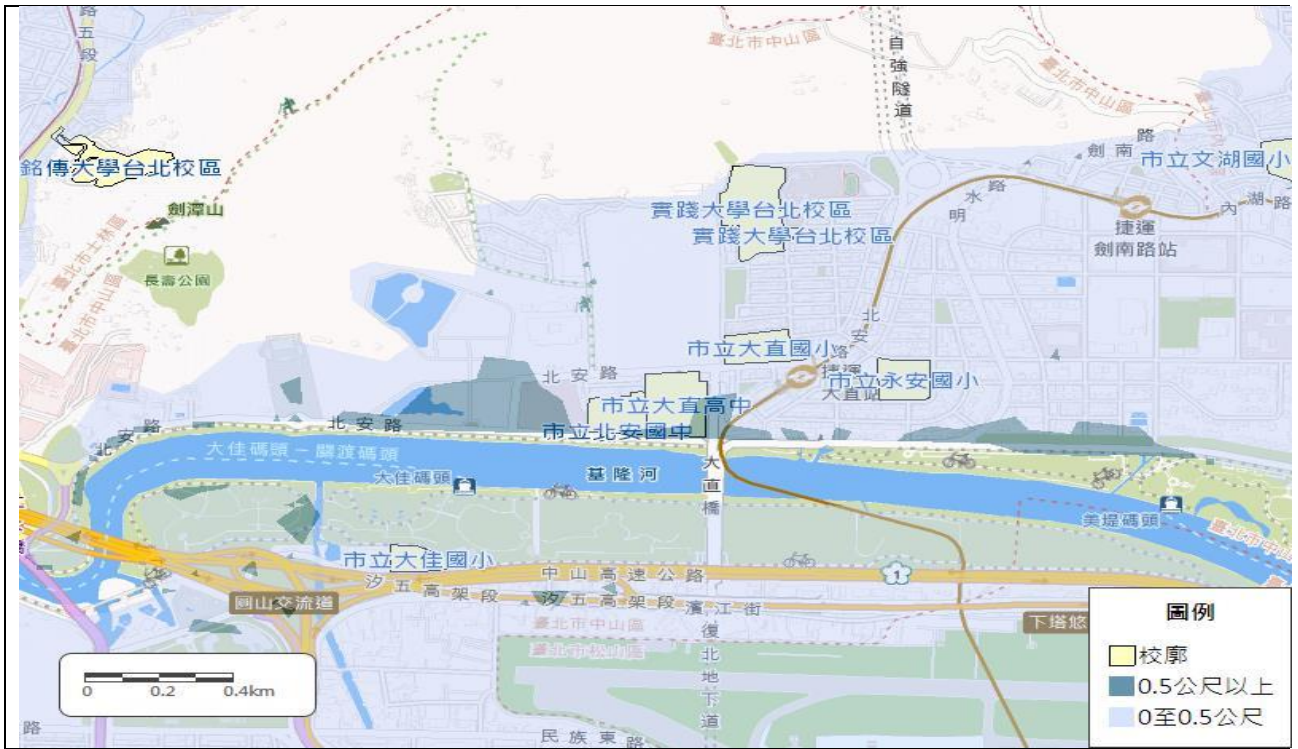 路五段
臺北市中山區
自強隧道
臺北市中山區
劍南路
市立文湖國小
銘傳大學台北校區
劍潭山
長壽公園
臺北市士林區
臺北市中山區
實踐大學台北校區
實踐大學台北校區
明水路
內湖路
捷運
劍南路站
北安路
市立大直國小
捷運
大直站
市立永安國小
北安路
市立大直高中
市立北安國中
北安路
北安路
大佳碼頭－關渡碼頭
大佳碼頭
基隆河
大直橋
美堤碼頭
臺北市中山
市立大佳國小
中山高速公路
1
汐五高架段
汐五高架段
濱江街
圓山交流道
下塔悠
臺北市中山區
臺北市松山區
復北地下道
民族東路
路
0 0.2 0.4km
圖例
校廓
0.5公尺以上
0至0.5公尺